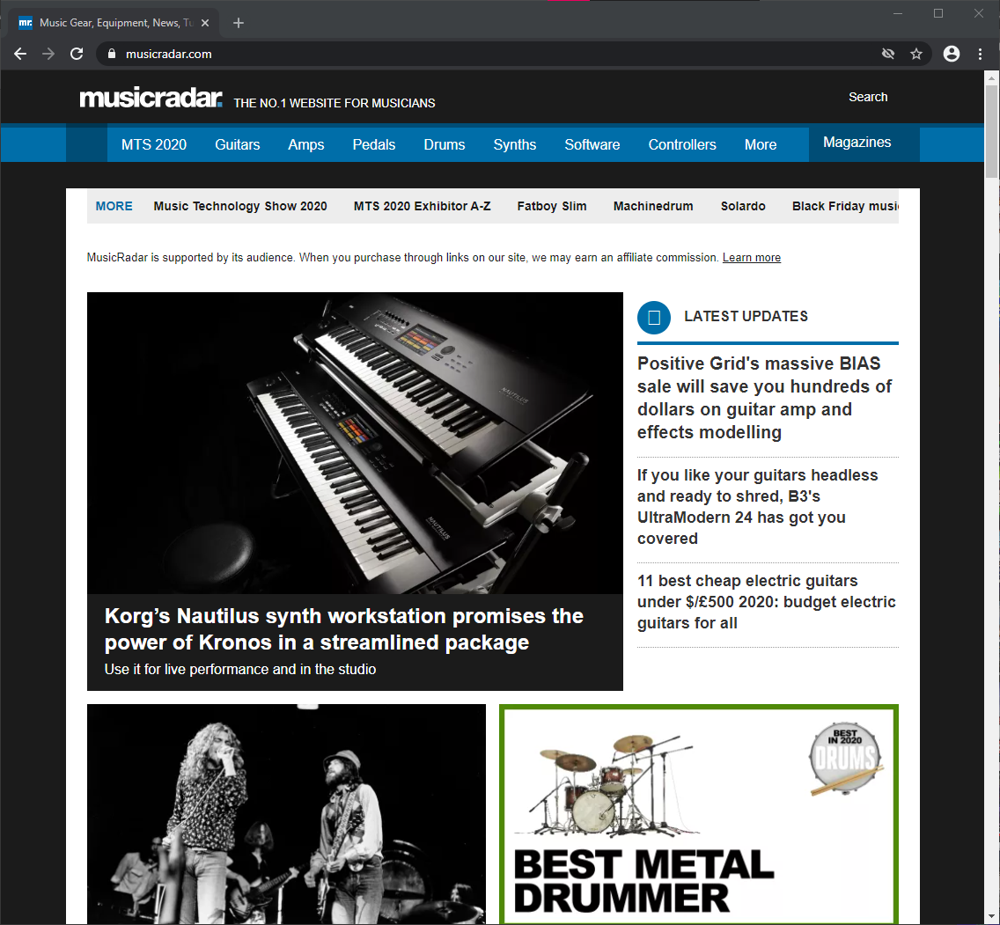 mr. Music Gear, Equipment, News, Tu
musicradar.com
musicradar. THE NO.1 WEBSITE FOR MUSICIANS
Search
MTS 2020 Guitars Amps Pedals Drums Synths Software Controllers More Magazines
MORE Music Technology Show 2020 MTS 2020 Exhibitor A-Z Fatboy Slim Machinedrum Solardo Black Friday musi
MusicRadar is supported by its audience. When you purchase through links on our site, we may earn an affiliate commission. Learn more
NAUTILUS
NAUTILUS
Korg’s Nautilus synth workstation promises the
power of Kronos in a streamlined package
Use it for live performance and in the studio
LATEST UPDATES
Positive Grid's massive BIAS
sale will save you hundreds of
dollars on guitar amp and
effects modelling
If you like your guitars headless
and ready to shred, B3's
UltraModern 24 has got you
covered
11 best cheap electric guitars
under $/£500 2020: budget electric
guitars for all
BEST
IN 2020
DRUMS
BEST METAL
DRUMMER